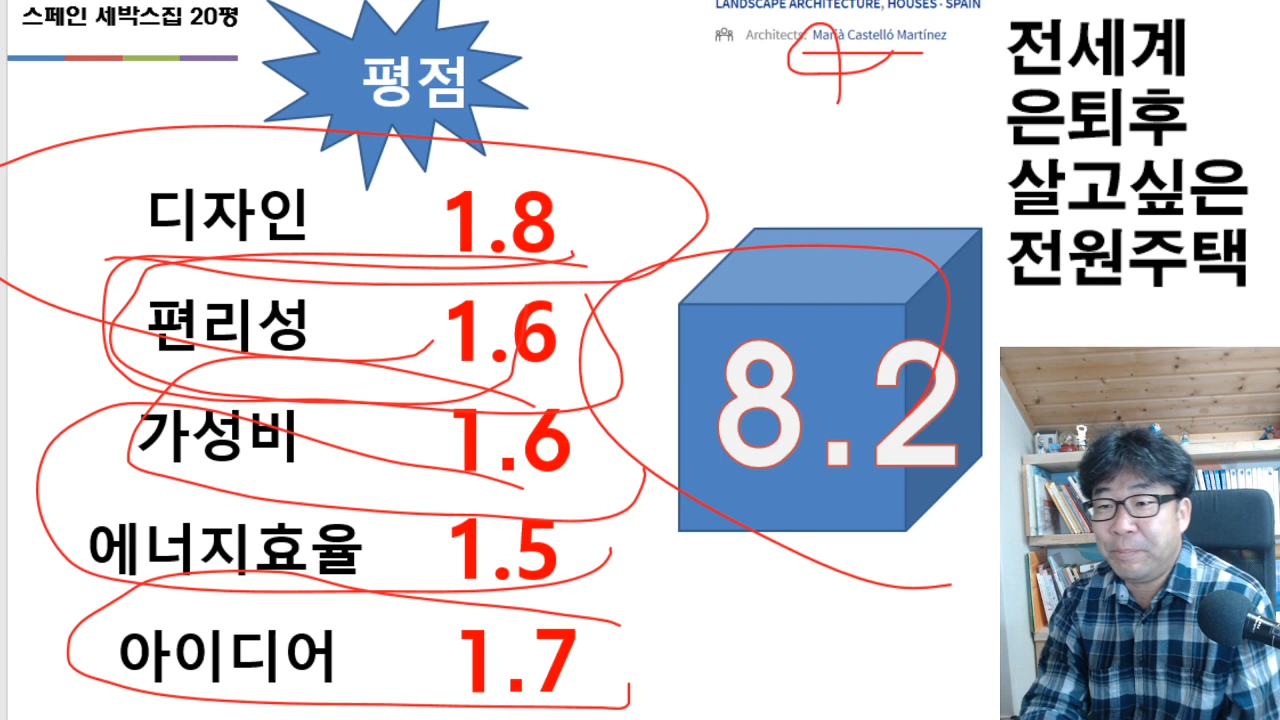 스페인 세박스집 20평
LANDSCAPE ARCHITECTURE, HOUSES · SPAIN
Architects: Marià Castelló Martínez
평점
디자인 1.8
편리성 1.6
가성비 1.6
에너지효율 1.5
아이디어 1.7
8.2
전세계
은퇴후
살고싶은
전원주택